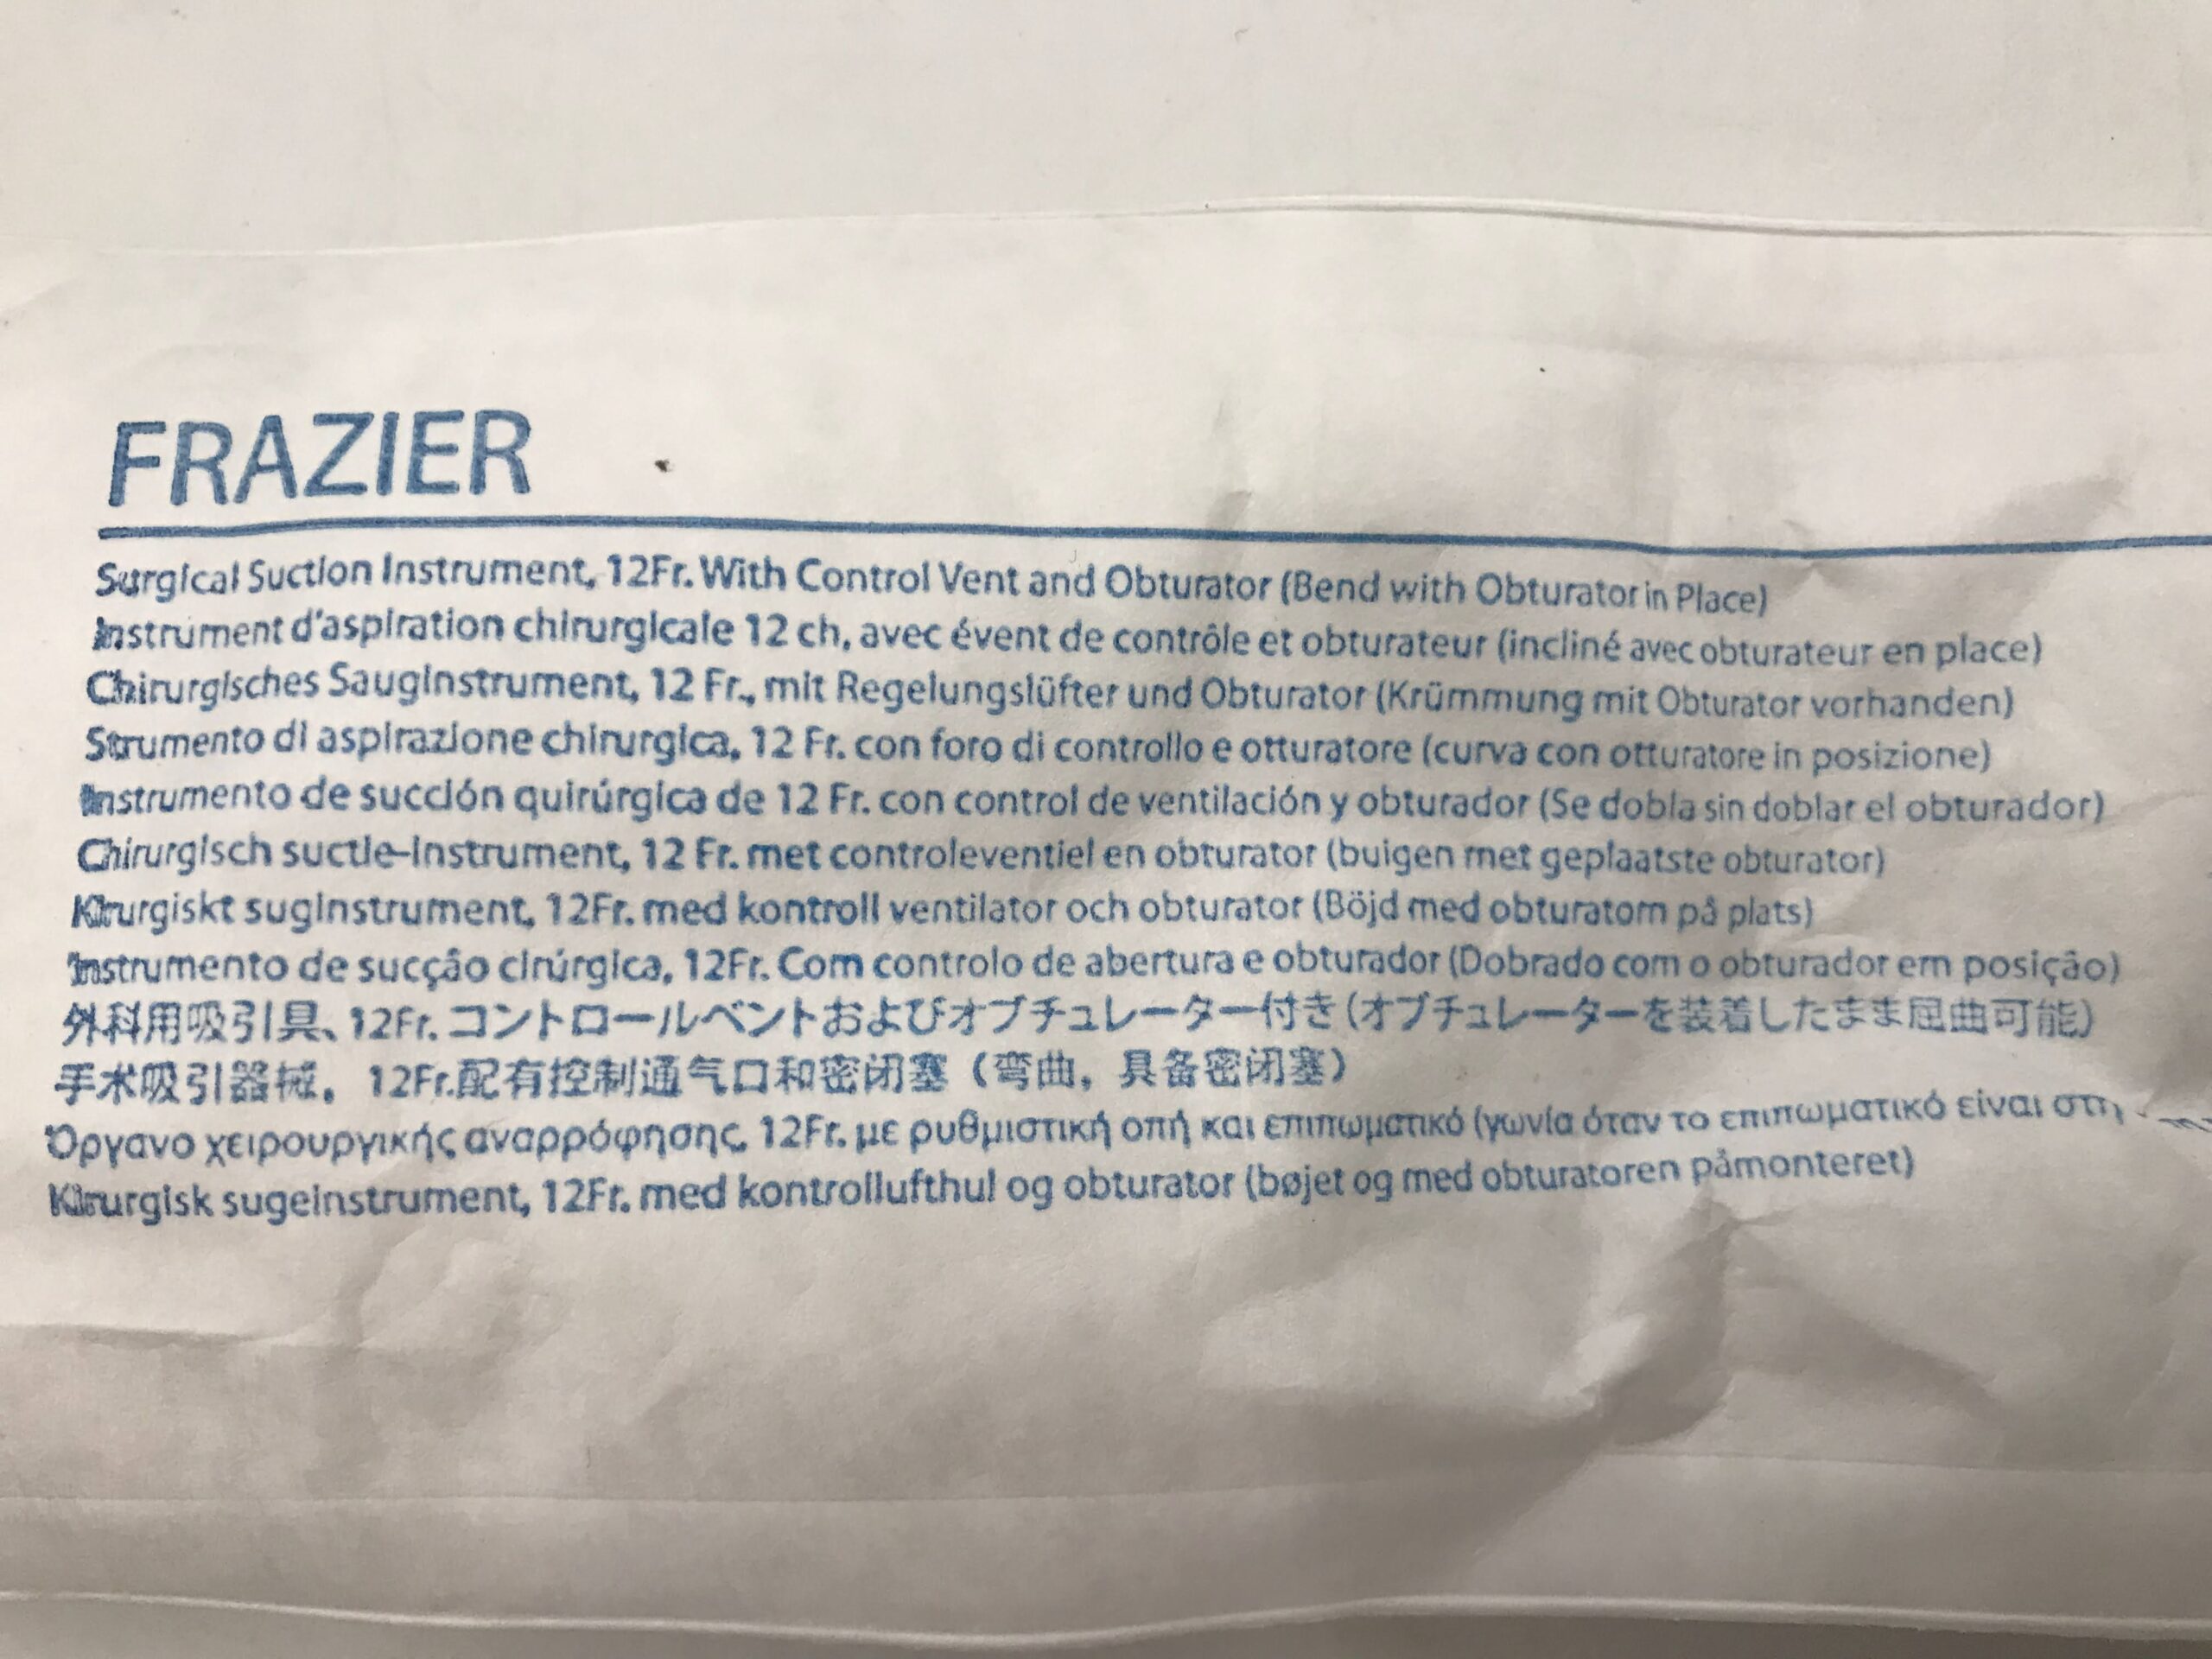 FRAZIER
Surgical Suction Instrument, 12Fr. With Control Vent and Obturator (Bend with Obturator in Place)
Instrument d'aspiration chirurgicale 12 ch, avec évent de contrôle et obturateur (incliné avec obturateur en place)
Chirurgisches Sauginstrument, 12 Fr., mit Regelungslüfter und Obturator (Krümmung mit Obturator vorhanden)
Strumento di aspirazione chirurgica, 12 Fr. con foro di controllo e otturatore (curva con otturatore in posizione)
Instrumento de succión quirúrgica de 12 Fr. con control de ventilación y obturador (Se dobla sin doblar el obturador)
Chirurgisch suctie-instrument, 12 Fr. met controleventiel en obturator (buigen met geplaatste obturator)
Kirurgiskt suginstrument, 12Fr. med kontroll ventilator och obturator (Böjd med obturatorn på plats)
Instrumento de sucção cirúrgica, 12Fr. Com controlo de abertura e obturador (Dobrado com o obturador em posição)
外科用吸引具、12Fr. コントロールベントおよびオブチュレーター付き (オブチュレーターを装着したまま屈曲可能)
手术吸引器械，12Fr.配有控制通气口和密闭塞（弯曲，具备密闭塞）
Όργανο χειρουργικής αναρρόφησης, 12Fr. με ρυθμιστική οπή και επιπωματικό (γωνία όταν το επιπωματικό είναι στη
Kirurgisk sugeinstrument, 12Fr. med kontrollufthul og obturator (bøjet og med obturatoren påmonteret)